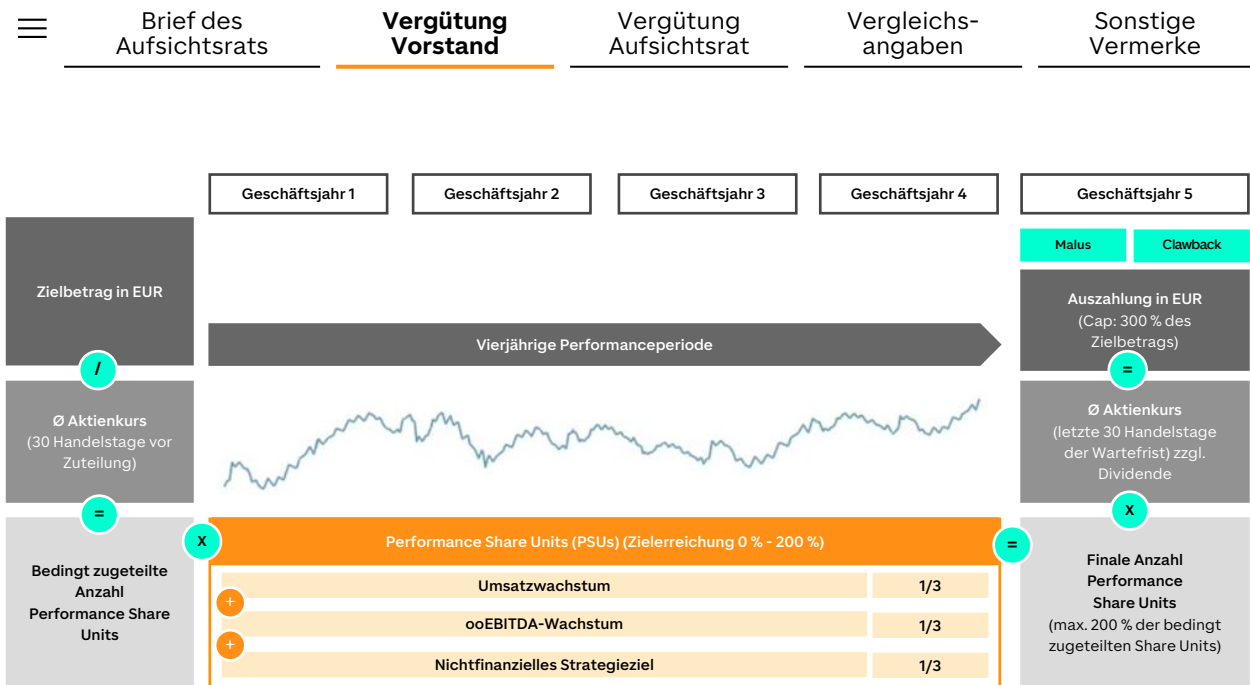 Brief des
Aufsichtsrats
Vergütung
Vorstand
Vergütung
Aufsichtsrat
Vergleichs-
angaben
Sonstige
Vermerke
Geschäftsjahr 1
Geschäftsjahr 2
Geschäftsjahr 3
Geschäftsjahr 4
Geschäftsjahr 5
Malus
Clawback
Zielbetrag in EUR
/
Ø Aktienkurs
(30 Handelstage vor
Zuteilung)
=
Bedingt zugeteilte
Anzahl
Performance Share
Units
x
Vierjährige Performanceperiode
Performance Share Units (PSUs) (Zielerreichung 0 % - 200 %)
Umsatzwachstum
1/3
+
ooEBITDA-Wachstum
1/3
+
Nichtfinanzielles Strategieziel
1/3
=
Auszahlung in EUR
(Cap: 300 % des
Zielbetrags)
=
Ø Aktienkurs
(letzte 30 Handelstage
der Wartefrist) zzgl.
Dividende
x
Finale Anzahl
Performance
Share Units
(max. 200 % der bedingt
zugeteilten Share Units)